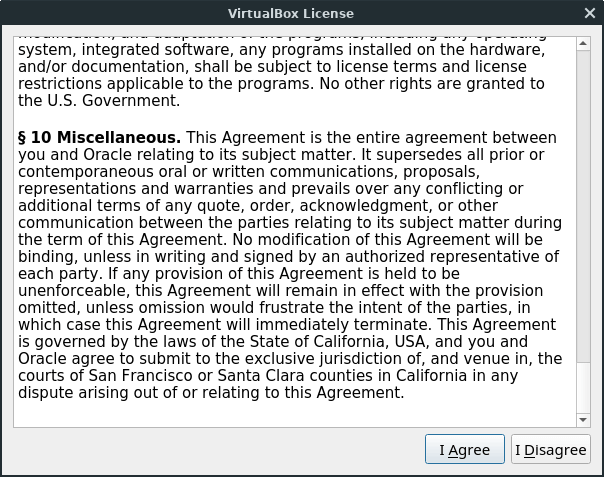 VirtualBox License
modification, and adaptation of the programs, including any operating
system, integrated software, any programs installed on the hardware,
and/or documentation, shall be subject to license terms and license
restrictions applicable to the programs. No other rights are granted to
the U.S. Government.
§ 10 Miscellaneous. This Agreement is the entire agreement between
you and Oracle relating to its subject matter. It supersedes all prior or
contemporaneous oral or written communications, proposals,
representations and warranties and prevails over any conflicting or
additional terms of any quote, order, acknowledgment, or other
communication between the parties relating to its subject matter during
the term of this Agreement. No modification of this Agreement will be
binding, unless in writing and signed by an authorized representative of
each party. If any provision of this Agreement is held to be
unenforceable, this Agreement will remain in effect with the provision
omitted, unless omission would frustrate the intent of the parties, in
which case this Agreement will immediately terminate. This Agreement
is governed by the laws of the State of California, USA, and you and
Oracle agree to submit to the exclusive jurisdiction of, and venue in, the
courts of San Francisco or Santa Clara counties in California in any
dispute arising out of or relating to this Agreement.
I Agree
I Disagree